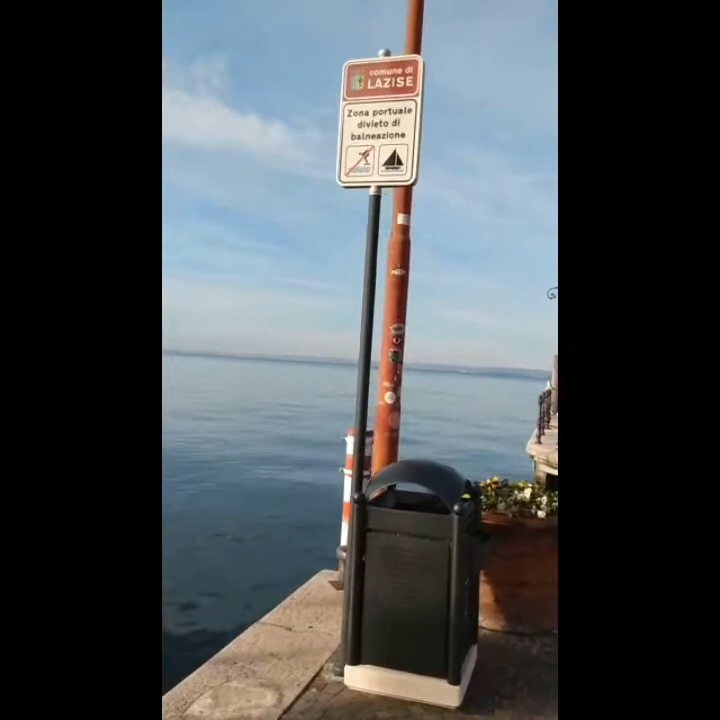 comune di
LAZISE
Zona portuale
divieto di
balneazione